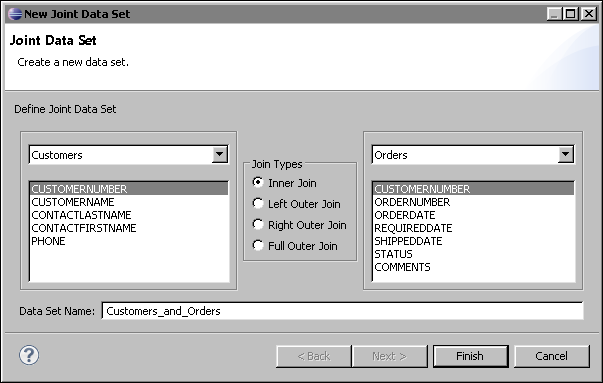 New Joint Data Set
Joint Data Set
Create a new data set.
Define Joint Data Set
Customers
CUSTOMERNUMBER
CUSTOMERNAME
CONTACTLASTNAME
CONTACTFIRSTNAME
PHONE
Join Types
Inner Join
Left Outer Join
Right Outer Join
Full Outer Join
Orders
CUSTOMERNUMBER
ORDERNUMBER
ORDERDATE
REQUIREDDATE
SHIPPEDDATE
STATUS
COMMENTS
Data Set Name: Customers_and_Orders
? < Back Next > Finish Cancel